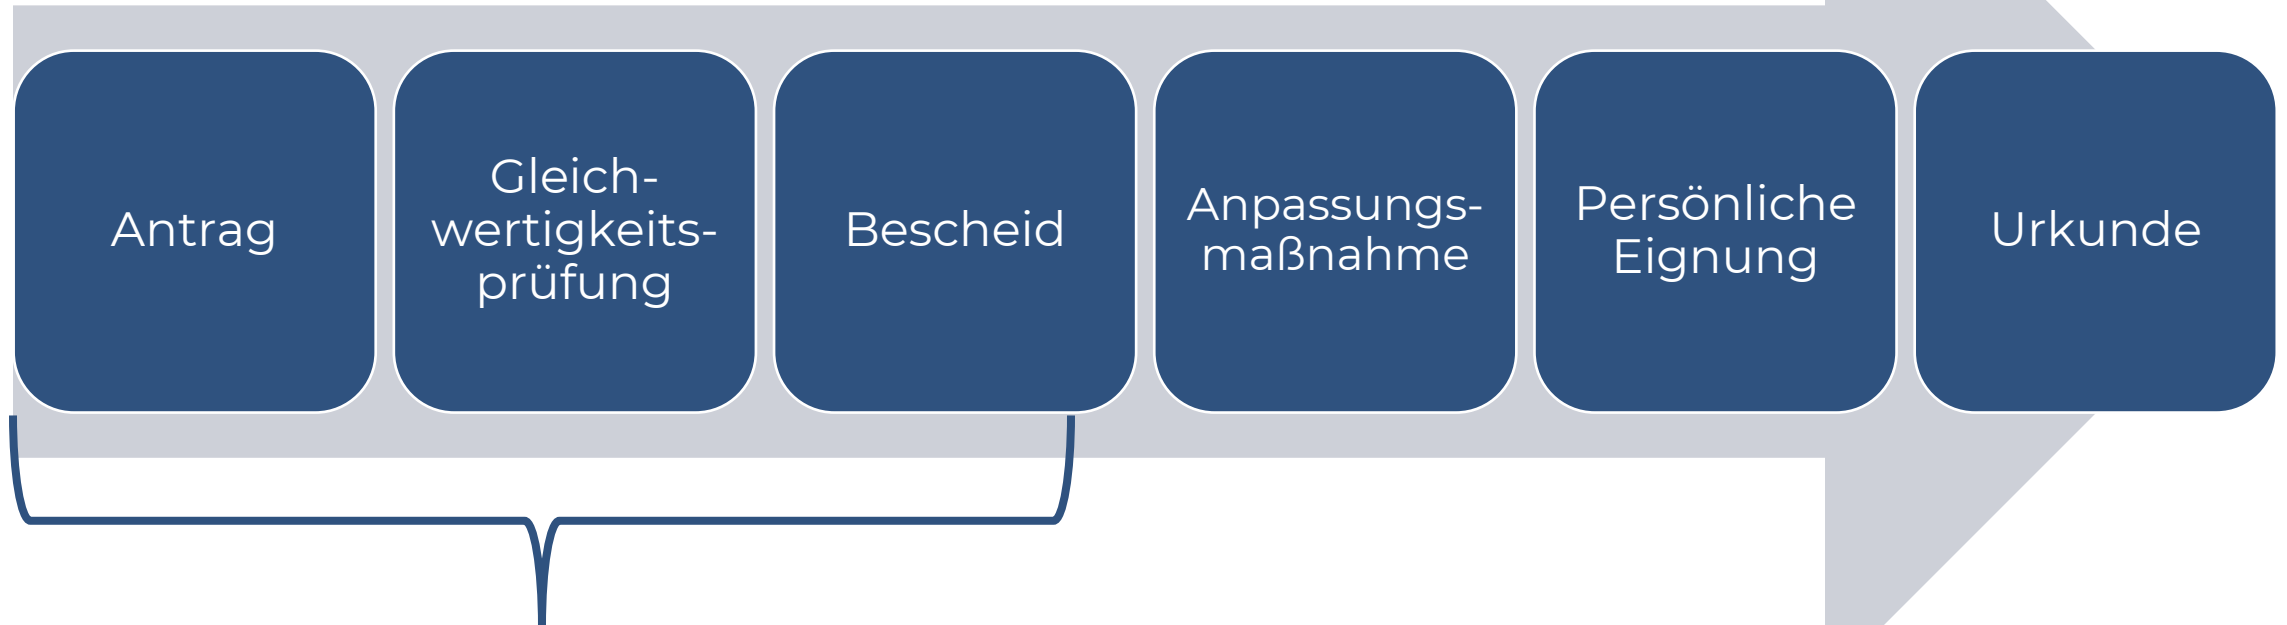 Antrag
Gleich-
wertigkeits-
prüfung
Bescheid
Anpassungs-
maßnahme
Persönliche
Eignung
Urkunde